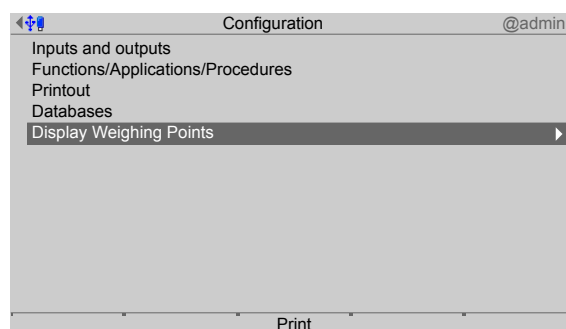 Configuration @admin
Inputs and outputs
Functions/Applications/Procedures
Printout
Databases
Display Weighing Points
Print